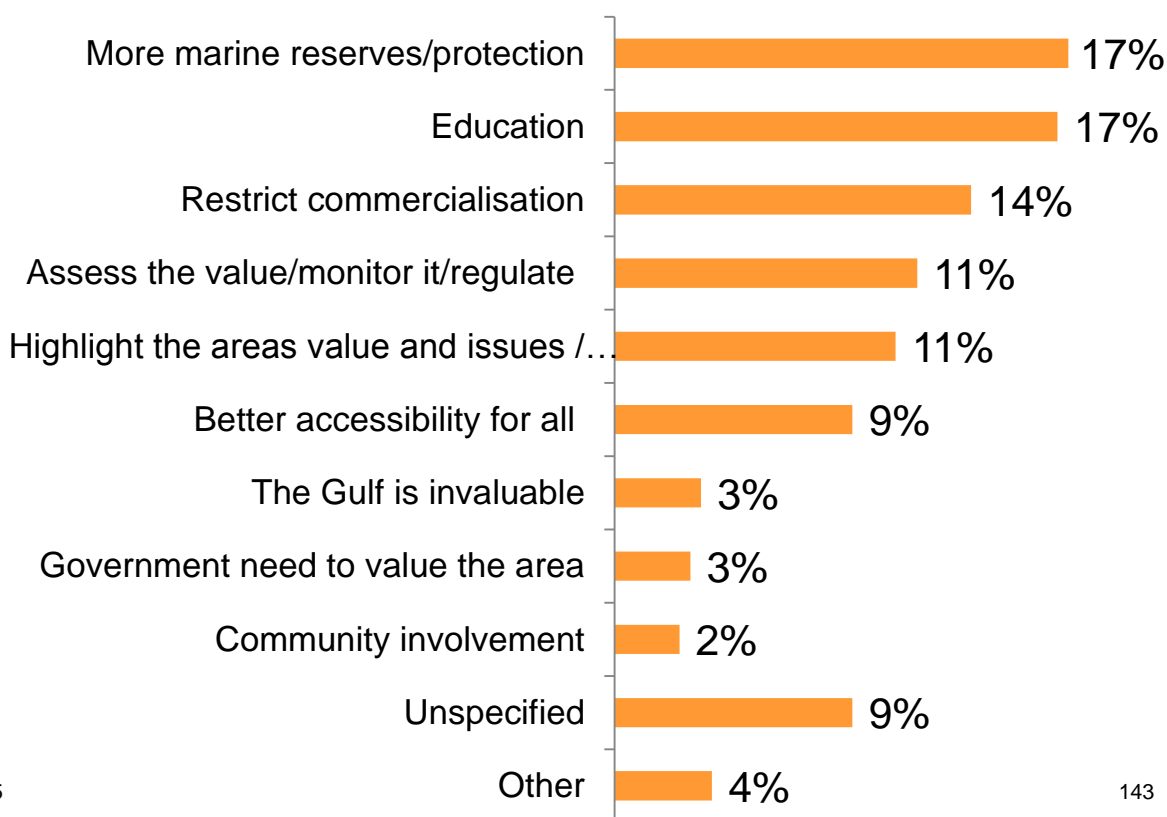 More marine reserves/protection 17%
Education 17%
Restrict commercialisation 14%
Assess the value/monitor it/regulate 11%
Highlight the areas value and issues /… 11%
Better accessibility for all 9%
The Gulf is invaluable 3%
Government need to value the area 3%
Community involvement 2%
Unspecified 9%
Other 4%
143